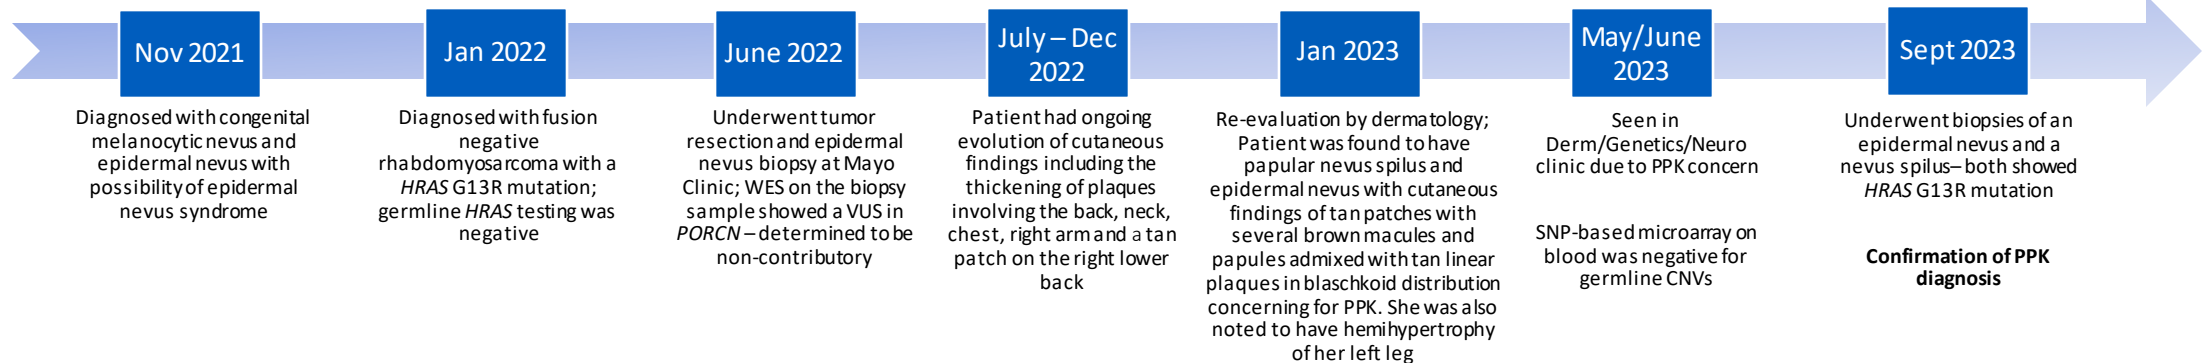 Nov 2021
Diagnosed with congenital
melanocytic nevus and
epidermal nevus with
possibility of epidermal
nevus syndrome
Jan 2022
Diagnosed with fusion
negative
rhabdomyosarcoma with a
HRAS G13R mutation;
germline HRAS testing was
negative
June 2022
Underwent tumor
resection and epidermal
nevus biopsy at Mayo
Clinic; WES on the biopsy
sample showed a VUS in
PORCN – determined to be
non-contributory
July – Dec
2022
Patient had ongoing
evolution of cutaneous
findings including the
thickening of plaques
involving the back, neck,
chest, right arm and a tan
patch on the right lower
back
Jan 2023
Re-evaluation by dermatology;
Patient was found to have
papular nevus spilus and
epidermal nevus with cutaneous
findings of tan patches with
several brown macules and
papules admixed with tan linear
plaques in blaschkoid distribution
concerning for PPK. She was also
noted to have hemihypertrophy
of her left leg
May/June
2023
Seen in
Derm/Genetics/Neuro
clinic due to PPK concern
SNP-based microarray on
blood was negative for
germline CNVs
Sept 2023
Underwent biopsies of an
epidermal nevus and a
nevus spilus– both showed
HRAS G13R mutation
Confirmation of PPK
diagnosis